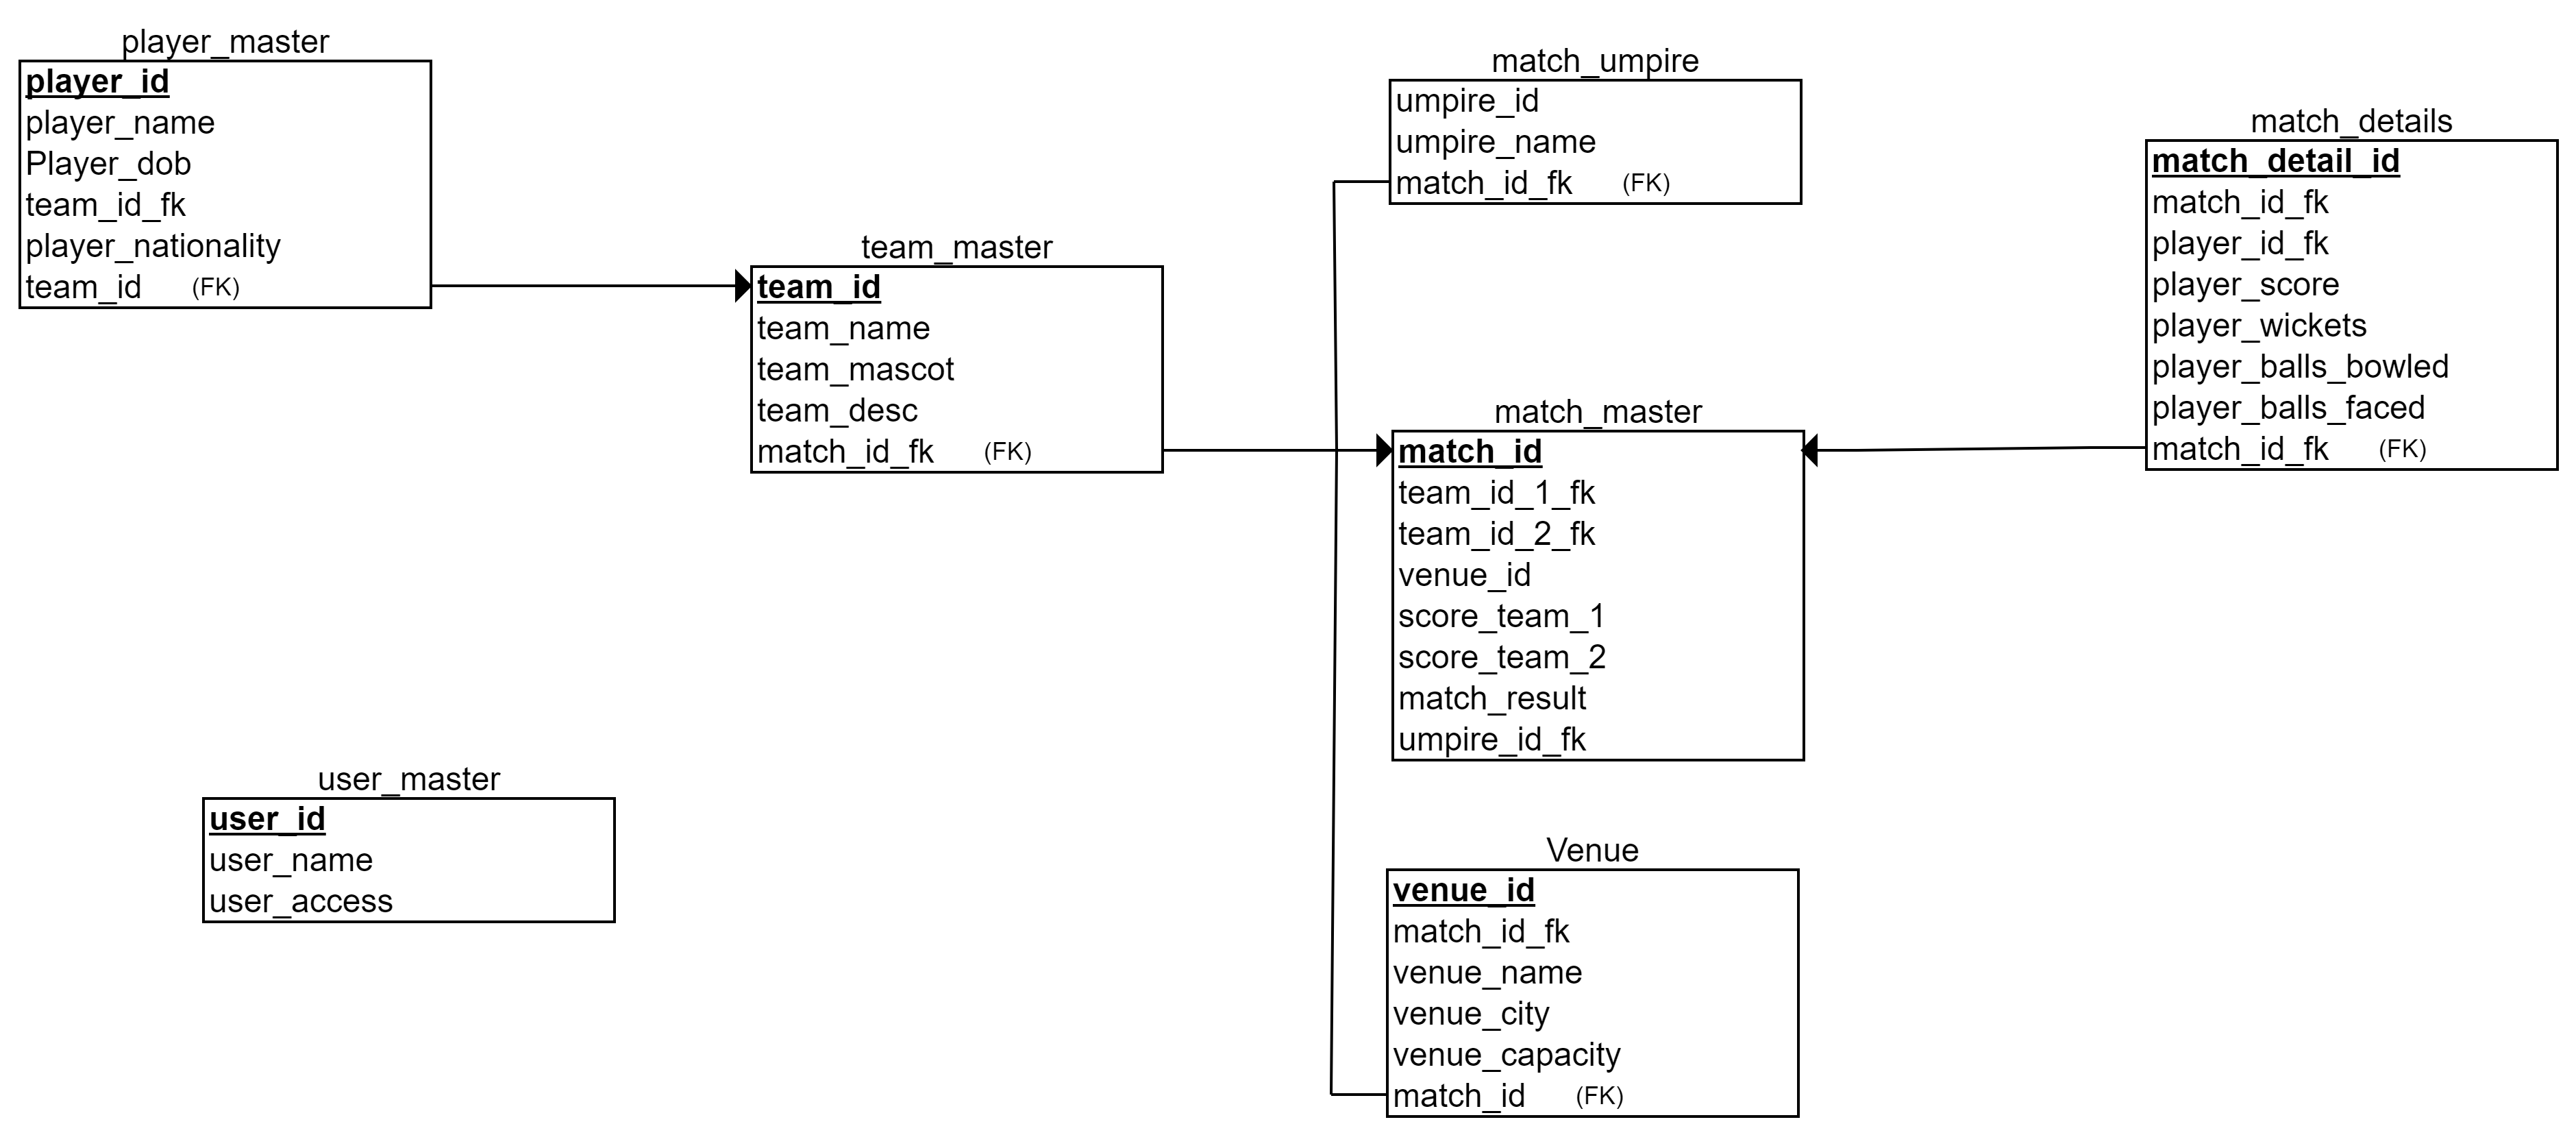 player_master
player_id
player_name
Player_dob
team_id_fk
player_nationality
team_id (FK)
team_master
team_id
team_name
team_mascot
team_desc
match_id_fk (FK)
match_umpire
umpire_id
umpire_name
match_id_fk (FK)
match_master
match_id
team_id_1_fk
team_id_2_fk
venue_id
score_team_1
score_team_2
match_result
umpire_id_fk
match_details
match_detail_id
match_id_fk
player_id_fk
player_score
player_wickets
player_balls_bowled
player_balls_faced
match_id_fk (FK)
user_master
user_id
user_name
user_access
Venue
venue_id
match_id_fk
venue_name
venue_city
venue_capacity
match_id (FK)